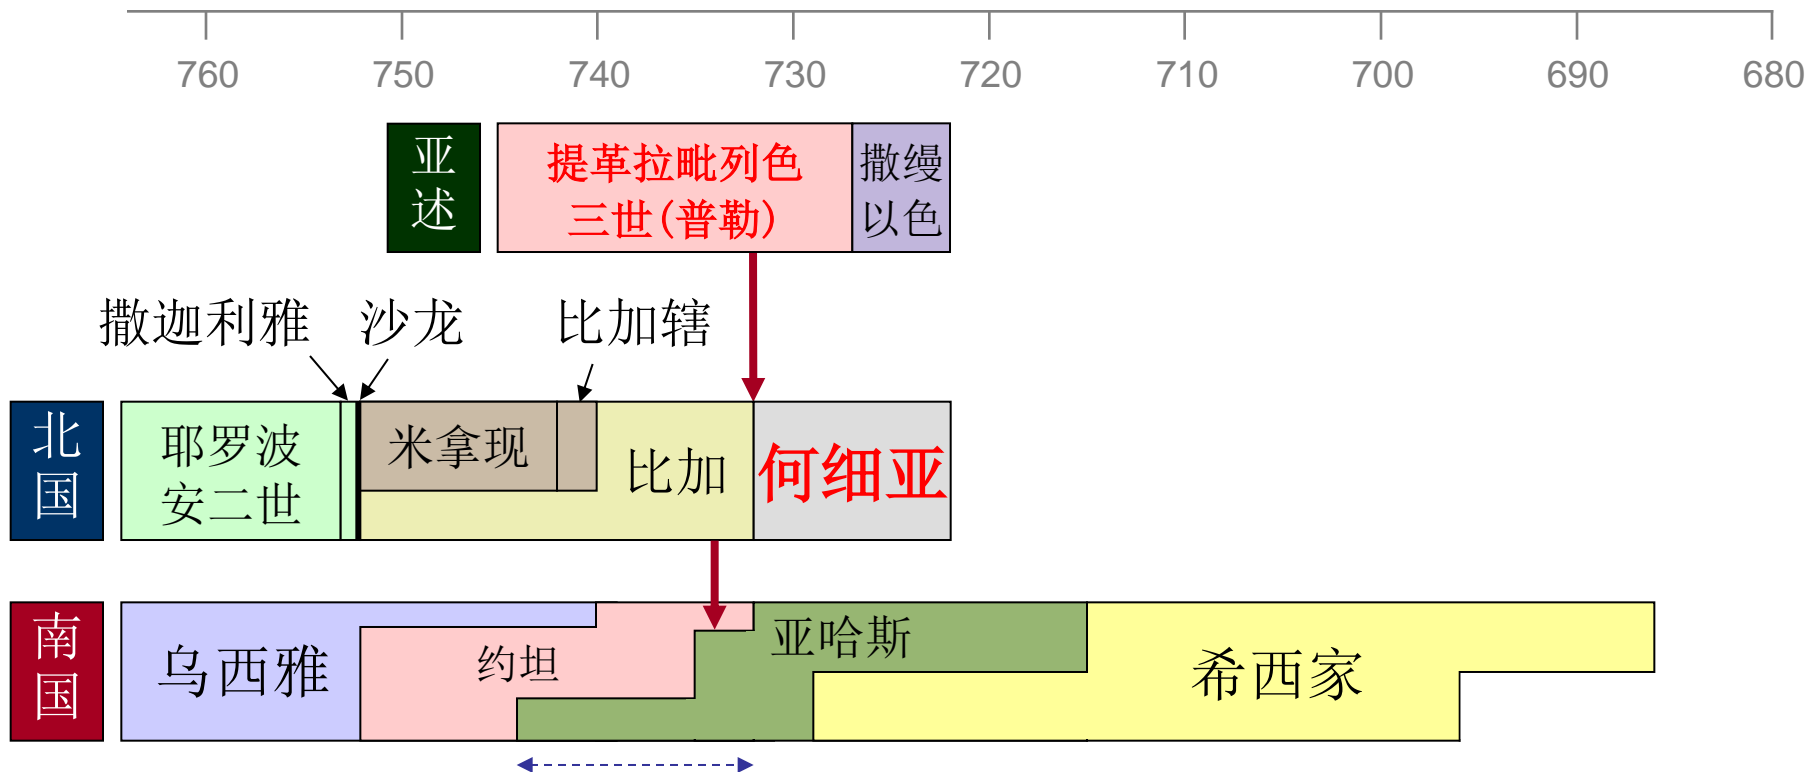 760 750 740 730 720 710 700 690 680
亚述
提革拉毗列色
三世(普勒)
撒缦
以色
撒迦利雅 沙龙 比加辖
北国
耶罗波
安二世
米拿现
比加
何细亚
南国
乌西雅
约坦
亚哈斯
希西家